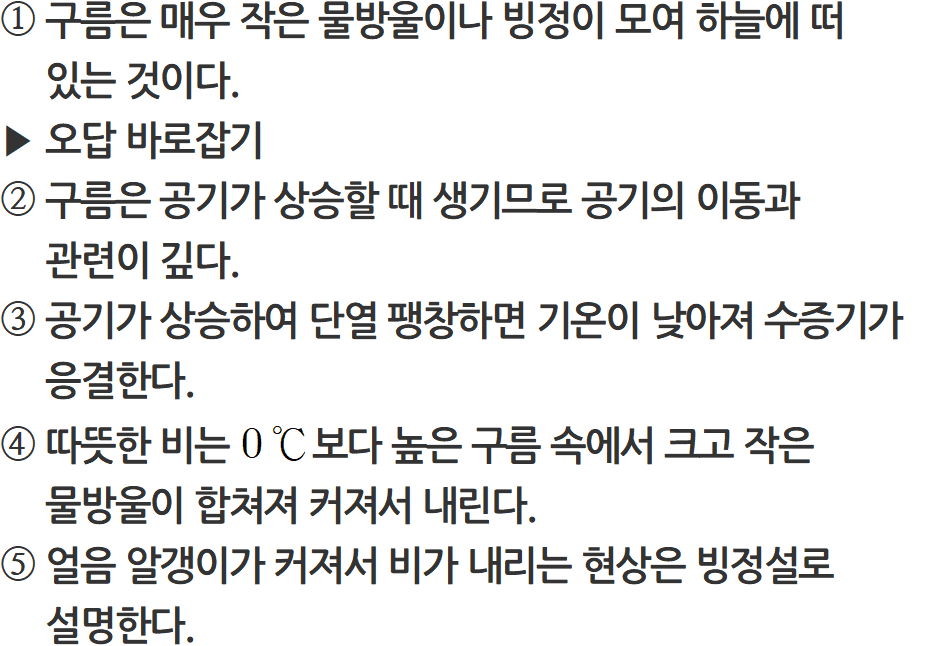 ① 구름은 매우 작은 물방울이나 빙정이 모여 하늘에 떠
있는 것이다.
▶ 오답 바로잡기
② 구름은 공기가 상승할 때 생기므로 공기의 이동과
관련이 깊다.
③ 공기가 상승하여 단열 팽창하면 기온이 낮아져 수증기가
응결한다.
④ 따뜻한 비는 0 ℃보다 높은 구름 속에서 크고 작은
물방울이 합쳐져 커져서 내린다.
⑤ 얼음 알갱이가 커져서 비가 내리는 현상은 빙정설로
설명한다.